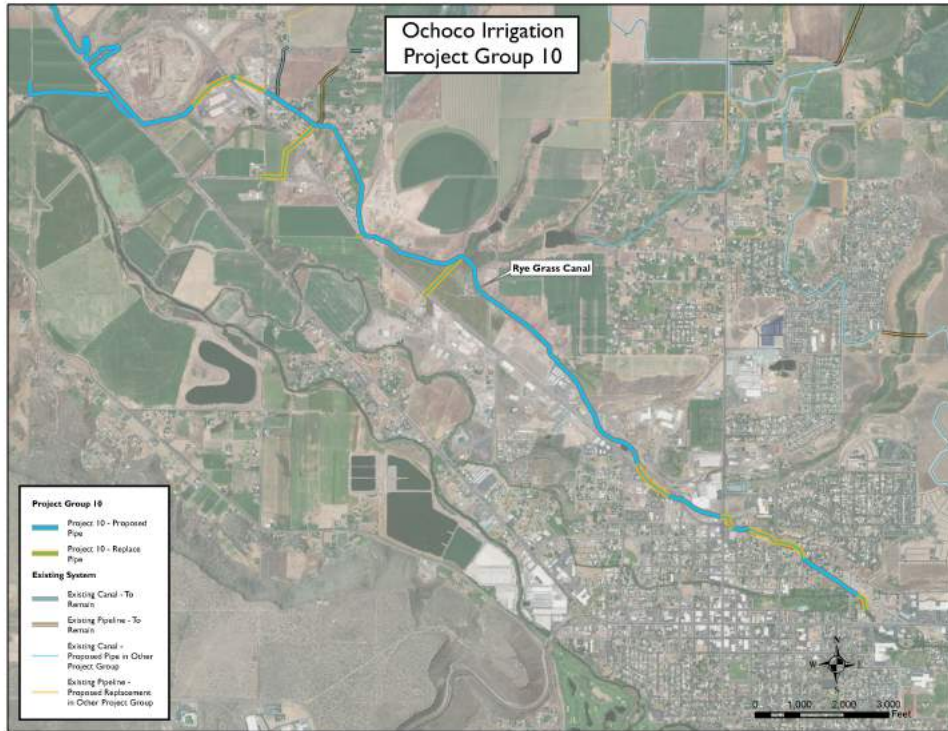 Ochoco Irrigation
Project Group 10
Rye Grass Canal
Project Group 10
Project 10 - Proposed
Pipe
Project 10 - Replace
Pipe
Existing System
Existing Canal - To
Remain
Existing Pipeline - To
Remain
Existing Canal -
Proposed Pipe in Other
Project Group
Existing Pipeline -
Proposed Replacement
in Other Project Group
N
W E
S
0 1,000 2,000 3,000
Feet